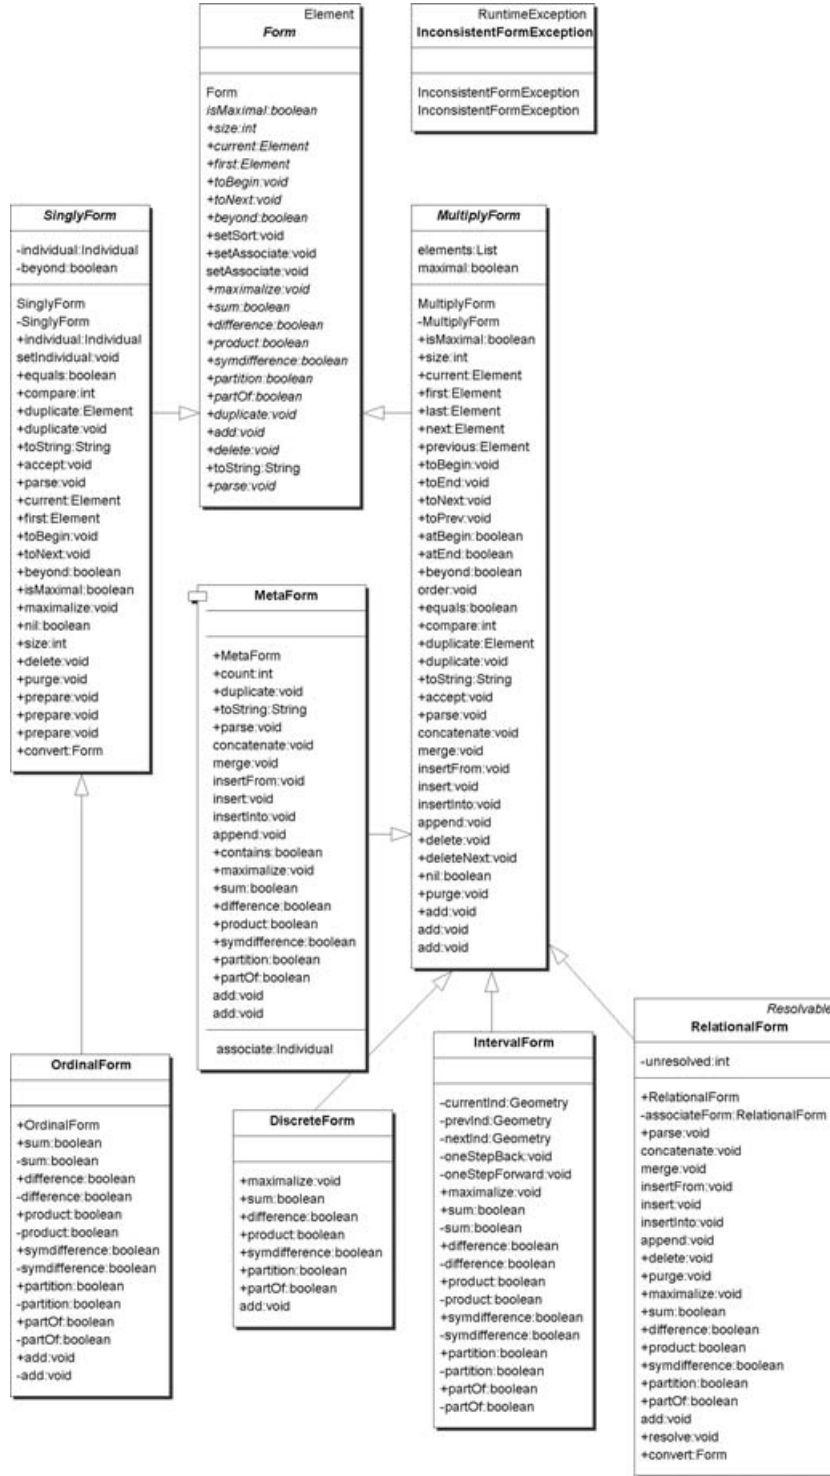 Element
Form
Form
isMaximal:boolean
+size:int
+current:Element
+first:Element
+toBegin:void
+toNext:void
+beyond:boolean
+setSort:void
+setAssociate:void
setAssociate:void
+maximalize:void
+sum:boolean
+difference:boolean
+product:boolean
+symdifference:boolean
+partition:boolean
+partOf:boolean
+duplicate:void
+add:void
+delete:void
+toString:String
+parse:void
RuntimeException
InconsistentFormException
InconsistentFormException
InconsistentFormException
SinglyForm
-individual:Individual
-beyond:boolean
SinglyForm
-SinglyForm
+individual:Individual
setIndividual:void
+equals:boolean
+compare:int
+duplicate:Element
+duplicate:void
+toString:String
+accept:void
+parse:void
+current:Element
+first:Element
+toBegin:void
+toNext:void
+beyond:boolean
+isMaximal:boolean
+maximalize:void
+nil:boolean
+size:int
+delete:void
+purge:void
+prepare:void
+prepare:void
+prepare:void
+convert:Form
MultiplyForm
elements:List
maximal:boolean
MultiplyForm
-MultiplyForm
+isMaximal:boolean
+size:int
+current:Element
+first:Element
+last:Element
+next:Element
+previous:Element
+toBegin:void
+toEnd:void
+toNext:void
+toPrev:void
+atBegin:boolean
+atEnd:boolean
+beyond:boolean
order:void
+equals:boolean
+compare:int
+duplicate:Element
+duplicate:void
+toString:String
+accept:void
+parse:void
concatenate:void
merge:void
insertFrom:void
insert:void
insertInto:void
append:void
+delete:void
+deleteNext:void
+nil:boolean
+purge:void
+add:void
add:void
add:void
MetaForm
+MetaForm
+count:int
+duplicate:void
+toString:String
+parse:void
concatenate:void
merge:void
insertFrom:void
insert:void
insertInto:void
append:void
+contains:boolean
+maximalize:void
+sum:boolean
+difference:boolean
+product:boolean
+symdifference:boolean
+partition:boolean
+partOf:boolean
add:void
add:void
associate:Individual
OrdinalForm
+OrdinalForm
+sum:boolean
-sum:boolean
+difference:boolean
-difference:boolean
+product:boolean
-product:boolean
+symdifference:boolean
-symdifference:boolean
+partition:boolean
-partition:boolean
+partOf:boolean
-partOf:boolean
+add:void
-add:void
DiscreteForm
+maximalize:void
+sum:boolean
+difference:boolean
+product:boolean
+symdifference:boolean
+partition:boolean
+partOf:boolean
add:void
IntervalForm
-currentInd:Geometry
-prevInd:Geometry
-nextInd:Geometry
-oneStepBack:void
-oneStepForward:void
+maximalize:void
+sum:boolean
-sum:boolean
+difference:boolean
-difference:boolean
+product:boolean
-product:boolean
+symdifference:boolean
-symdifference:boolean
+partition:boolean
-partition:boolean
+partOf:boolean
-partOf:boolean
Resolvable
RelationalForm
-unresolved:int
+RelationalForm
-associateForm:RelationalForm
+parse:void
concatenate:void
merge:void
insertFrom:void
insert:void
insertInto:void
append:void
+delete:void
+purge:void
+maximalize:void
+sum:boolean
+difference:boolean
+product:boolean
+symdifference:boolean
+partition:boolean
+partOf:boolean
add:void
+resolve:void
+convert:Form